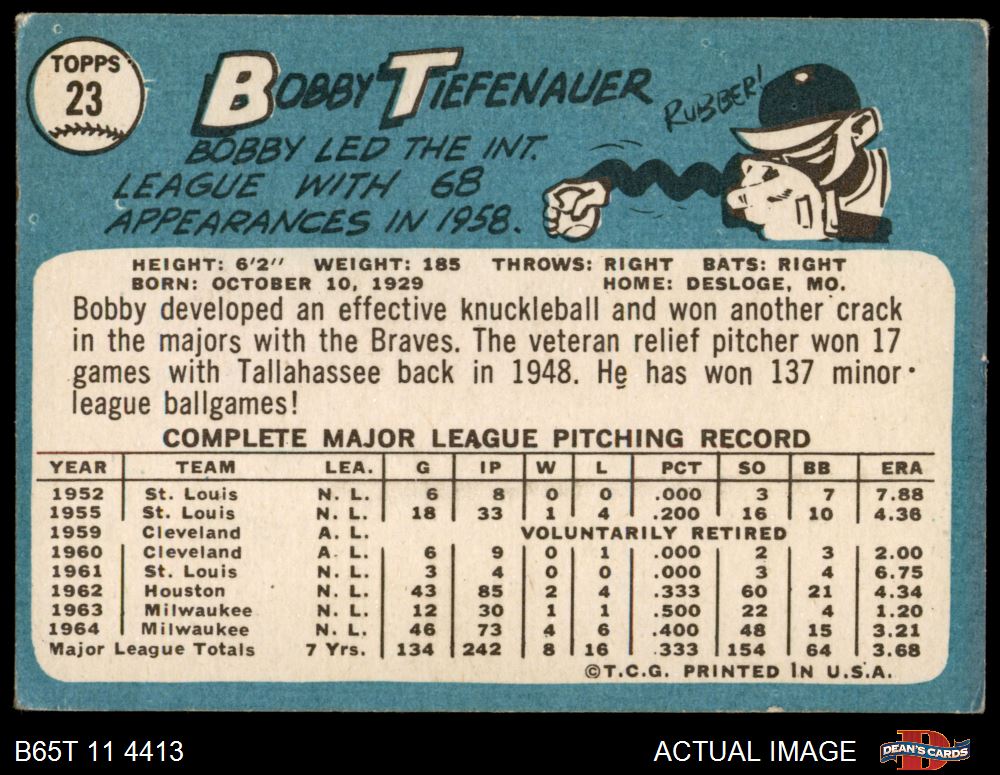 TOPPS
23
BOBBY TIEFENAUER
RUBBER!
BOBBY LED THE INT.
LEAGUE WITH 68
APPEARANCES IN 1958.
HEIGHT: 6'2" WEIGHT: 185 THROWS: RIGHT BATS: RIGHT
BORN: OCTOBER 10, 1929 HOME: DESLOGE, MO.
Bobby developed an effective knuckleball and won another crack
in the majors with the Braves. The veteran relief pitcher won 17
games with Tallahassee back in 1948. He has won 137 minor-
league ballgames!
COMPLETE MAJOR LEAGUE PITCHING RECORD
YEAR TEAM LEA. G IP W L PCT SO BB ERA
1952 St. Louis N. L. 6 8 0 0 .000 3 7 7.88
1955 St. Louis N. L. 18 33 1 4 .200 16 10 4.36
1959 Cleveland A. L. VOLUNTARILY RETIRED
1960 Cleveland A. L. 6 9 0 1 .000 2 3 2.00
1961 St. Louis N. L. 3 4 0 0 .000 3 4 6.75
1962 Houston N. L. 43 85 2 4 .333 60 21 4.34
1963 Milwaukee N. L. 12 30 1 1 .500 22 4 1.20
1964 Milwaukee N. L. 46 73 4 6 .400 48 15 3.21
Major League Totals 7 Yrs. 134 242 8 16 .333 154 64 3.68
©T.C.G. PRINTED IN U.S.A.
B65T 11 4413 ACTUAL IMAGE DEAN'S CARDS